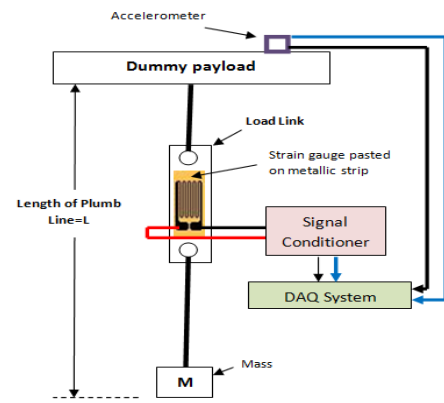 Accelerometer
Dummy payload
Load Link
Strain gauge pasted
on metallic strip
Length of Plumb
Line=L
Signal
Conditioner
DAQ System
Mass
M